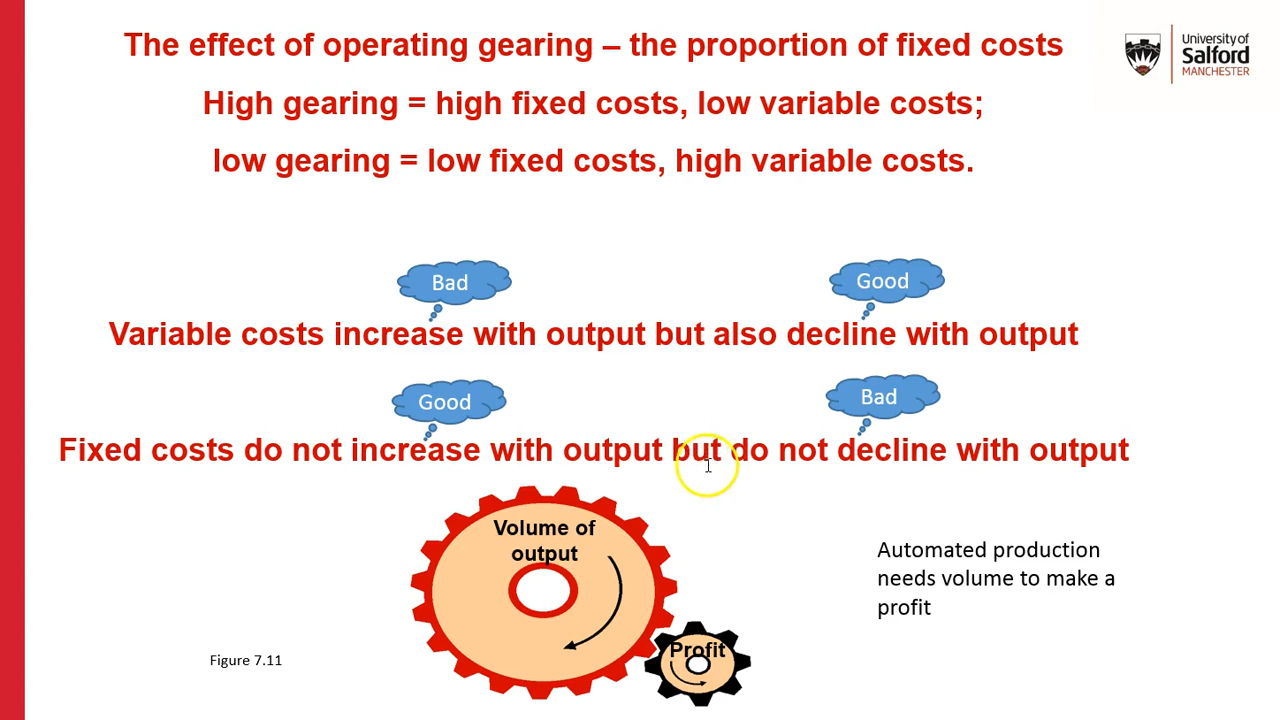 The effect of operating gearing – the proportion of fixed costs
High gearing = high fixed costs, low variable costs;
low gearing = low fixed costs, high variable costs.
University of
Salford
MANCHESTER
Bad
Good
Variable costs increase with output but also decline with output
Good
Bad
Fixed costs do not increase with output but do not decline with output
Volume of
output
Profit
Automated production
needs volume to make a
profit
Figure 7.11